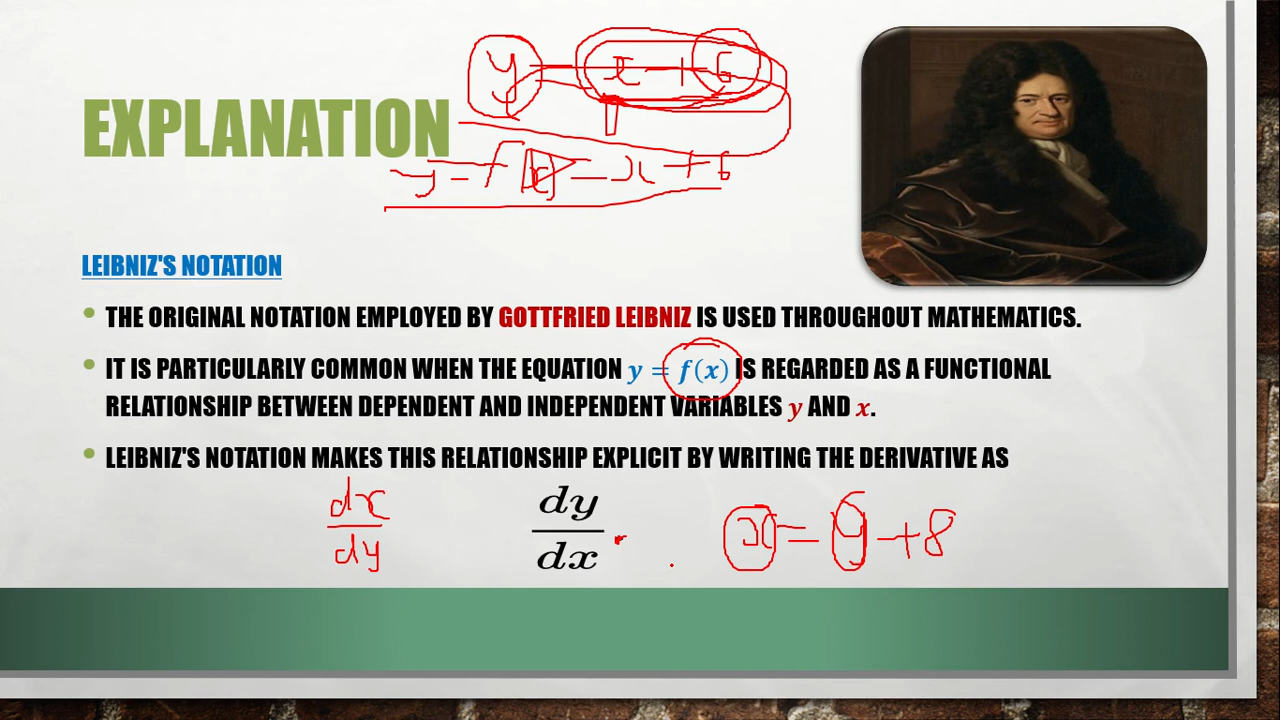 y = x + 6
EXPLANATION
y = f(x) = x + 6
LEIBNIZ'S NOTATION
• THE ORIGINAL NOTATION EMPLOYED BY GOTTFRIED LEIBNIZ IS USED THROUGHOUT MATHEMATICS.
• IT IS PARTICULARLY COMMON WHEN THE EQUATION y = f(x) IS REGARDED AS A FUNCTIONAL
RELATIONSHIP BETWEEN DEPENDENT AND INDEPENDENT VARIABLES y AND x.
• LEIBNIZ'S NOTATION MAKES THIS RELATIONSHIP EXPLICIT BY WRITING THE DERIVATIVE AS
dx/dy
dy/dx.
x = y + 8